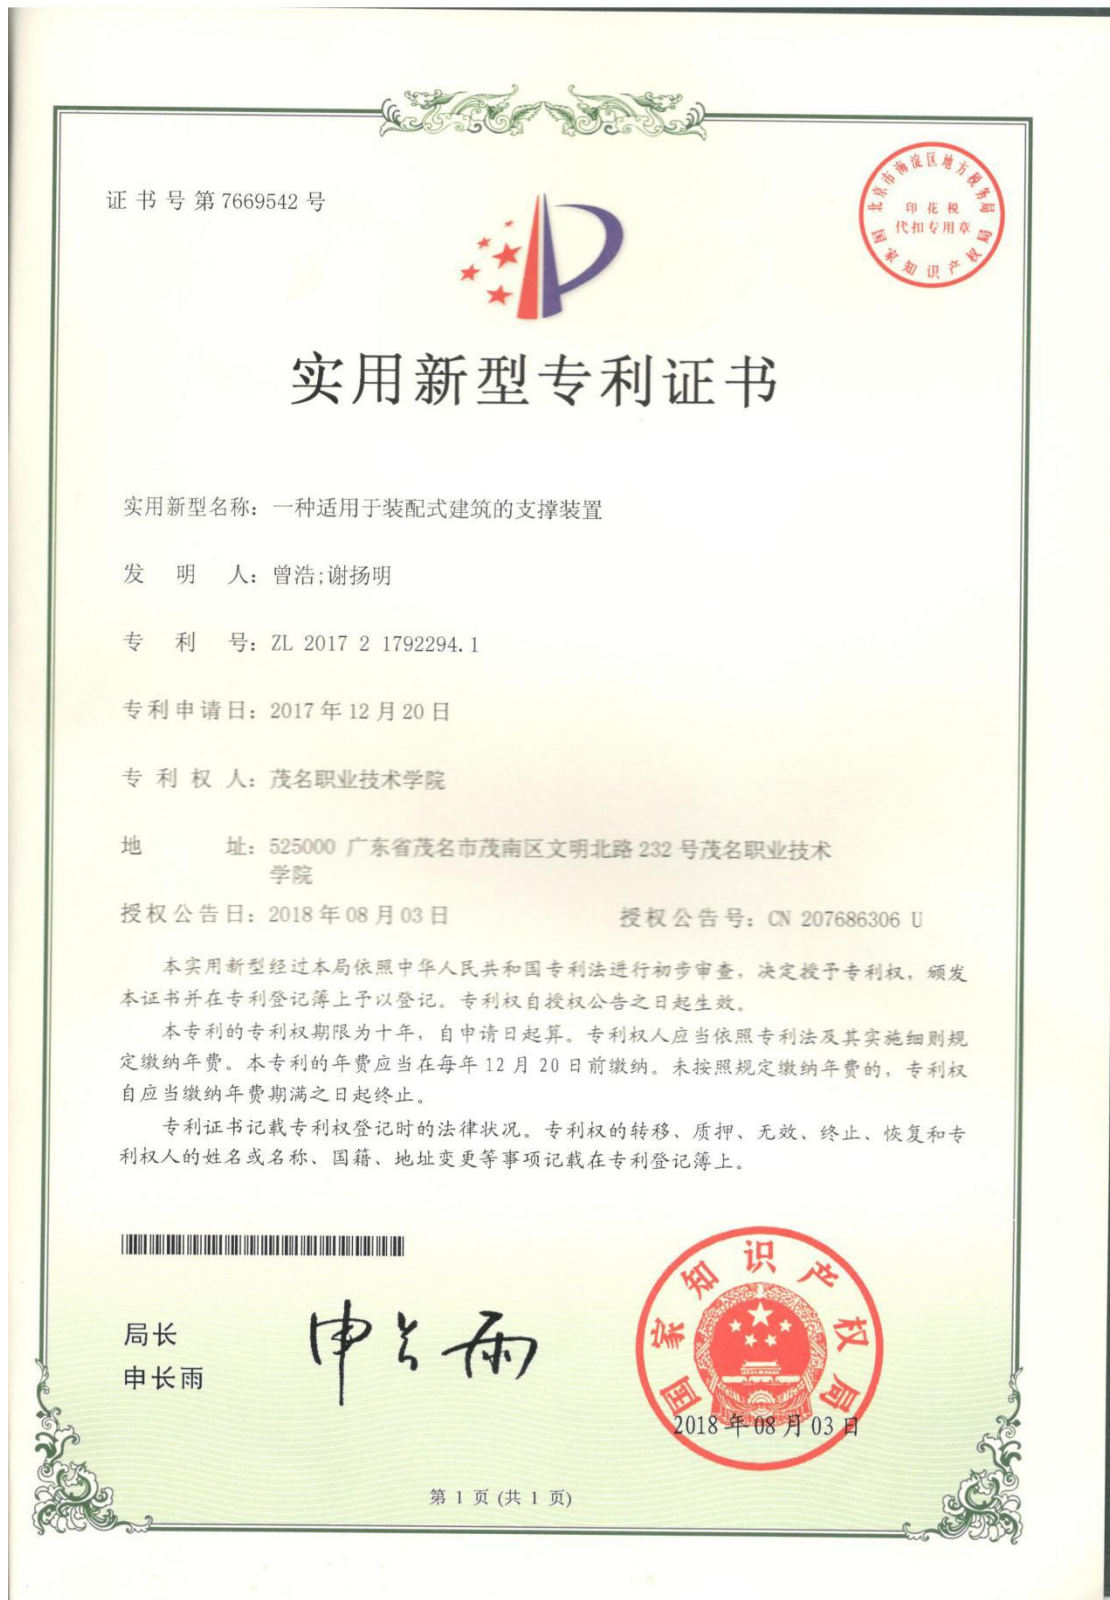 证书号第7669542号
北京市海淀区地方税务局
印花税
代扣专用章
国家知识产权局
实用新型专利证书
实用新型名称：一种适用于装配式建筑的支撑装置
发明人：曾浩;谢扬明
专利号：ZL 2017 2 1792294.1
专利申请日：2017年12月20日
专利权人：茂名职业技术学院
地址：525000 广东省茂名市茂南区文明北路232号茂名职业技术
学院
授权公告日：2018年08月03日 授权公告号：CN 207686306 U
本实用新型经过本局依照中华人民共和国专利法进行初步审查，决定授予专利权，颁发
本证书并在专利登记簿上予以登记。专利权自授权公告之日起生效。
本专利的专利权期限为十年，自申请日起算。专利权人应当依照专利法及其实施细则规
定缴纳年费。本专利的年费应当在每年12月20日前缴纳。未按照规定缴纳年费的，专利权
自应当缴纳年费期满之日起终止。
专利证书记载专利权登记时的法律状况。专利权的转移、质押、无效、终止、恢复和专
利权人的姓名或名称、国籍、地址变更等事项记载在专利登记簿上。
局长
申长雨
申长雨
国家知识产权局
2018年08月03日
第 1 页 (共 1 页)